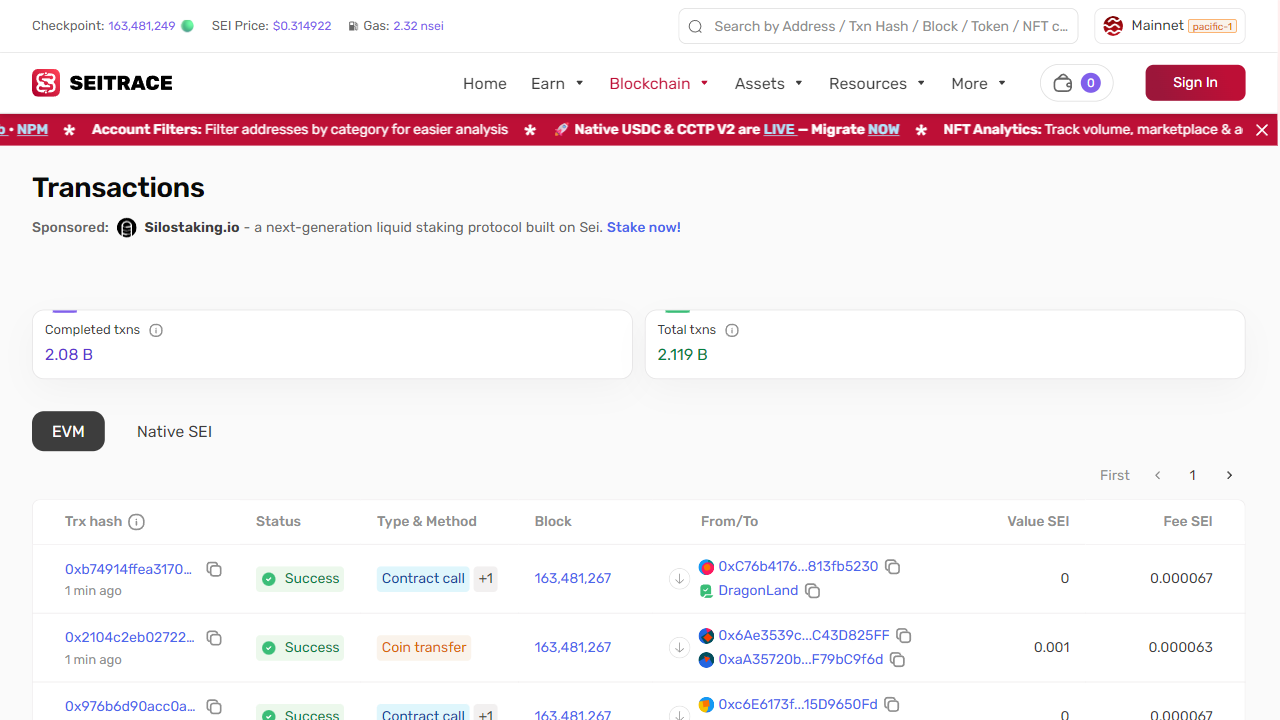 Checkpoint: 163,481,249 SEI Price: $0.314922 Gas: 2.32 nsei Search by Address / Txn Hash / Block / Token / NFT c... Mainnet pacific-1
SEITRACE Home Earn Blockchain Assets Resources More 0 Sign In
• NPM * Account Filters: Filter addresses by category for easier analysis * 🚀 Native USDC & CCTP V2 are LIVE – Migrate NOW * NFT Analytics: Track volume, marketplace &
Transactions
Sponsored: Silostaking.io - a next-generation liquid staking protocol built on Sei. Stake now!
Completed txns Total txns
2.08 B 2.119 B
EVM Native SEI
First < 1 >
Trx hash Status Type & Method Block From/To Value SEI Fee SEI
0xb74914ffea3170... Success Contract call +1 163,481,267 0xC76b4176...813fb5230 0 0.000067
1 min ago DragonLand
0x2104c2eb02722... Success Coin transfer 163,481,267 0x6Ae3539c...C43D825FF 0.001 0.000063
1 min ago 0xaA35720b...F79bC9f6d
0x976b6d90acc0a... Success Contract call +1 163,481,267 0xc6E6173f...15D9650Fd 0 0.000067